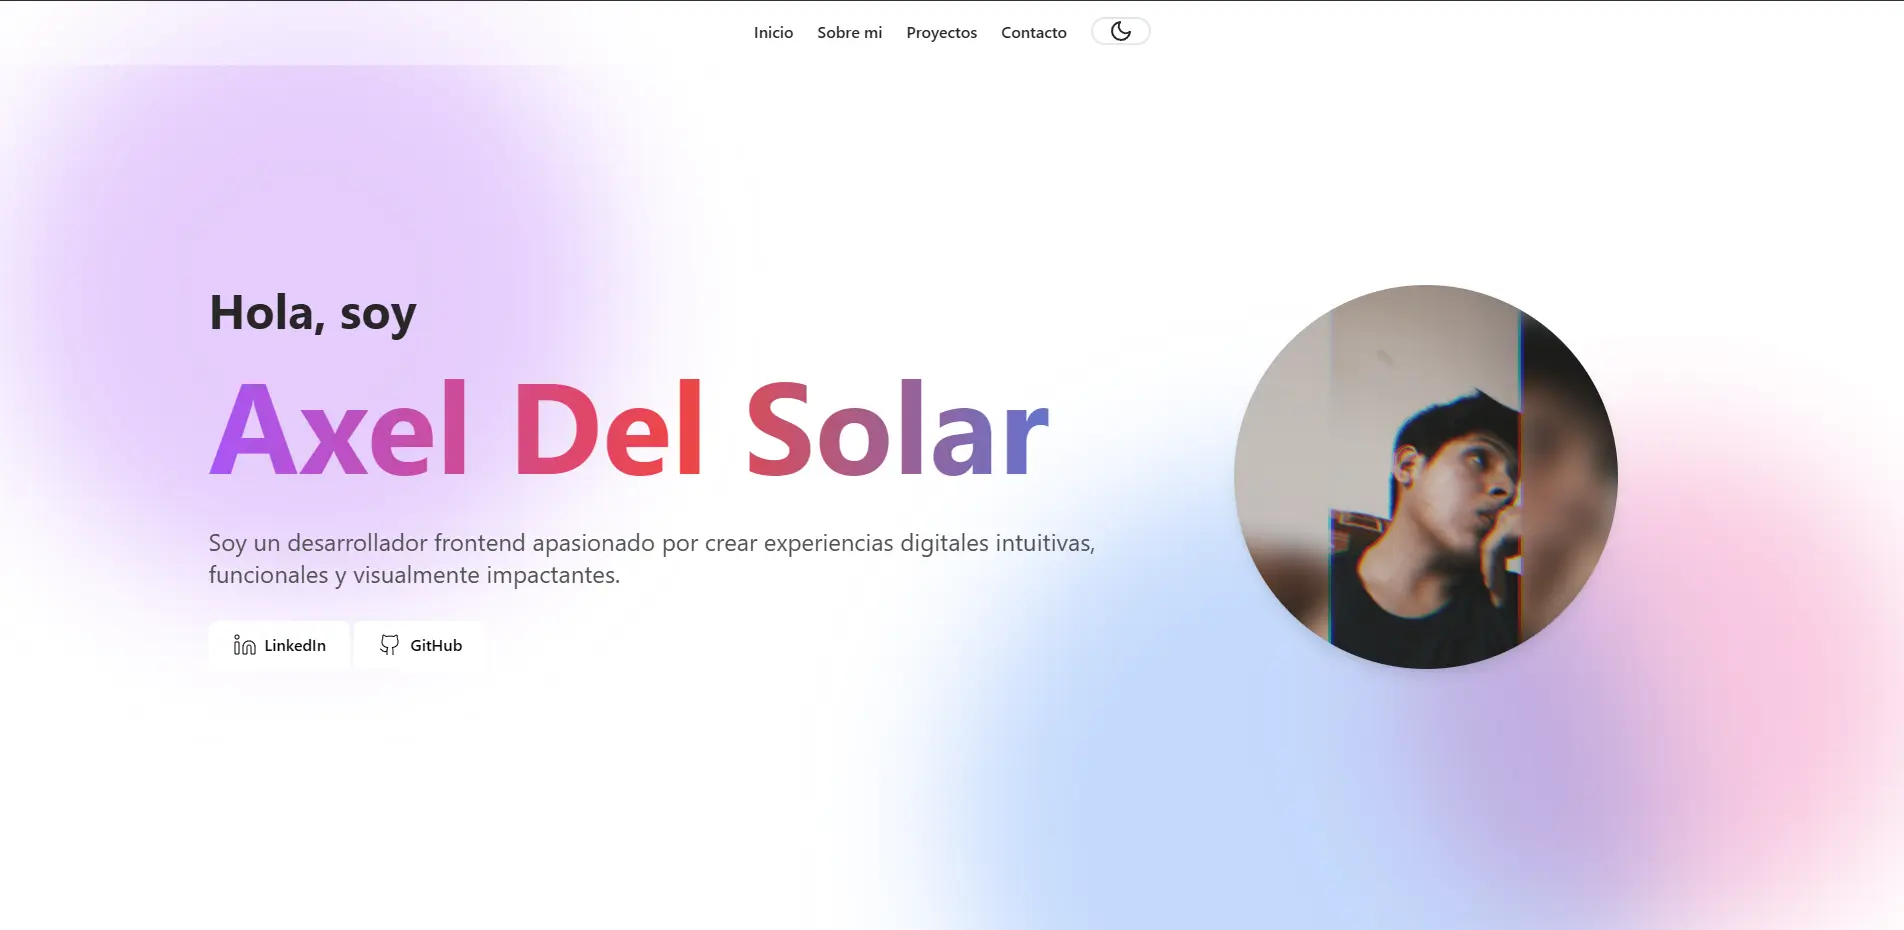 Inicio Sobre mi Proyectos Contacto
Hola, soy
Axel Del Solar
Soy un desarrollador frontend apasionado por crear experiencias digitales intuitivas,
funcionales y visualmente impactantes.
LinkedIn GitHub